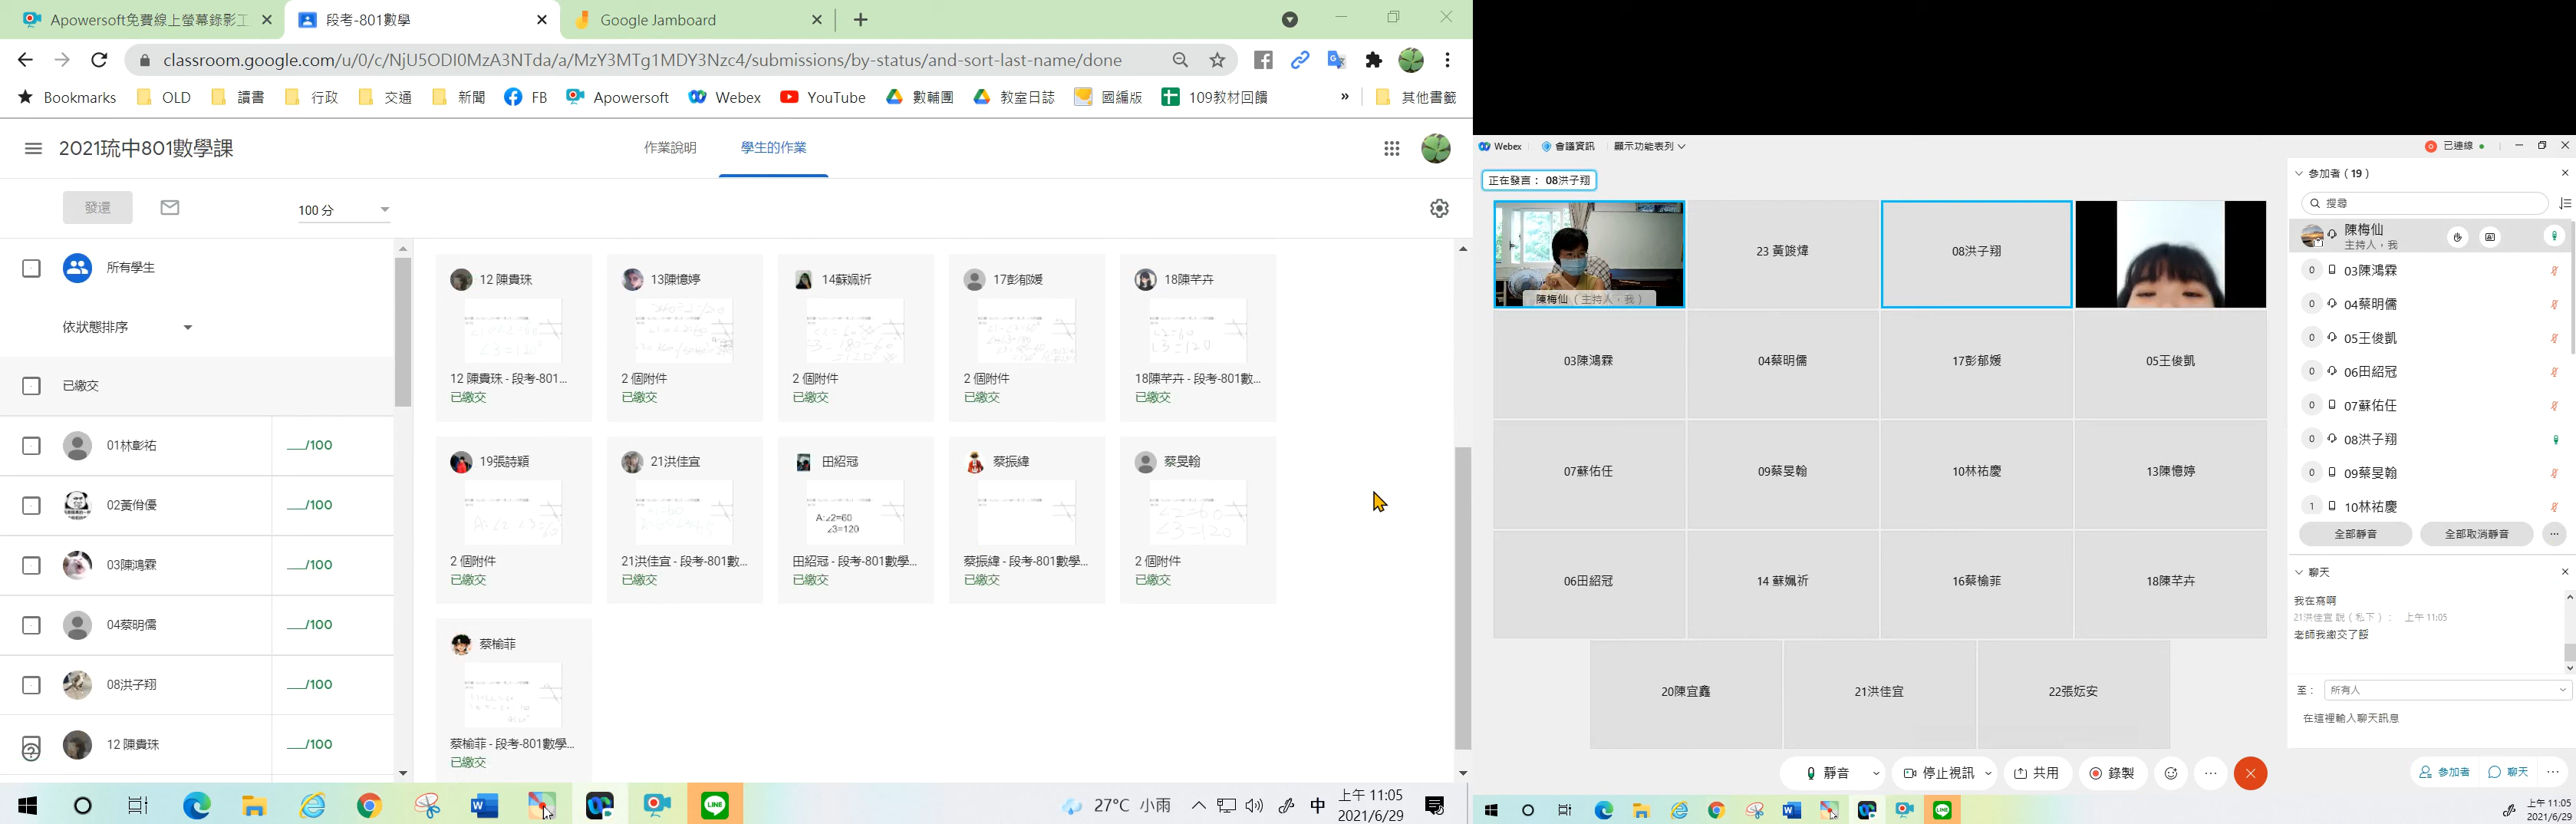 Apowersoft免費線上螢幕錄影工
段考-801數學
Google Jamboard
classroom.google.com/u/0/c/NjU5ODI0MzA3NTda/a/MzY3MTg1MDY3Nzc4/submissions/by-status/and-sort-last-name/done
Bookmarks OLD 讀書 行政 交通 新聞 FB Apowersoft Webex YouTube 數輔團 教室日誌 國編版 109教材回饋 » 其他書籤
2021琉中801數學課
作業說明 學生的作業
發還 100 分
所有學生
依狀態排序
已繳交
01林彰祐 /100
02黃佾優 /100
03陳鴻霖 /100
04蔡明儒 /100
08洪子翔 /100
12 陳貴珠 /100
12 陳貴珠 13陳憶婷 14蘇姵祈 17彭郁媛 18陳芊卉
12 陳貴珠 - 段考-801... 2 個附件 2 個附件 2 個附件 18陳芊卉 - 段考-801數...
已繳交 已繳交 已繳交 已繳交 已繳交
19張詩穎 21洪佳宜 田紹冠 蔡振緯 蔡旻翰
A:∠2=60
∠3=120
2 個附件 21洪佳宜 - 段考-801數... 田紹冠 - 段考-801數學... 蔡振緯 - 段考-801數學... 2 個附件
已繳交 已繳交 已繳交 已繳交 已繳交
蔡榆菲
蔡榆菲 - 段考-801數學...
已繳交
27°C 小雨 中 上午 11:05
2021/6/29
Webex 會議資訊 顯示功能表列 已連線
正在發言： 08洪子翔
陳梅仙（主持人，我） 23 黃竣煒 08洪子翔
03陳鴻霖 04蔡明儒 17彭郁媛 05王俊凱
07蘇佑任 09蔡旻翰 10林祐慶 13陳憶婷
06田紹冠 14 蘇姵祈 16蔡榆菲 18陳芊卉
20陳宜鑫 21洪佳宜 22張妘安
靜音 停止視訊 共用 錄製
參加者（19）
搜尋
陳梅仙
主持人，我
03陳鴻霖
04蔡明儒
05王俊凱
06田紹冠
07蘇佑任
08洪子翔
09蔡旻翰
1 10林祐慶
全部靜音 全部取消靜音
聊天
我在寫啊
21洪佳宜 說（私下）： 上午 11:05
老師我繳交了餒
至： 所有人
在這裡輸入聊天訊息
參加者 聊天
上午 11:05
2021/6/29